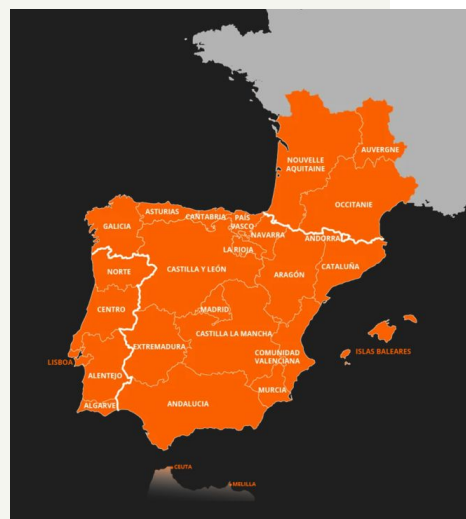 AUVERGNE
NOUVELLE
AQUITAINE
OCCITANIE
ASTURIAS
CANTABRIA
PAÍS
VASCO
GALICIA
NAVARRA
ANDORRA
LA RIOJA
NORTE
CASTILLA Y LEÓN
ARAGÓN
CATALUÑA
CENTRO
MADRID
CASTILLA LA MANCHA
EXTREMADURA
COMUNIDAD
VALENCIANA
ISLAS BALEARES
LISBOA
ALENTEJO
MURCIA
ALGARVE
ANDALUCIA
CEUTA
MELILLA